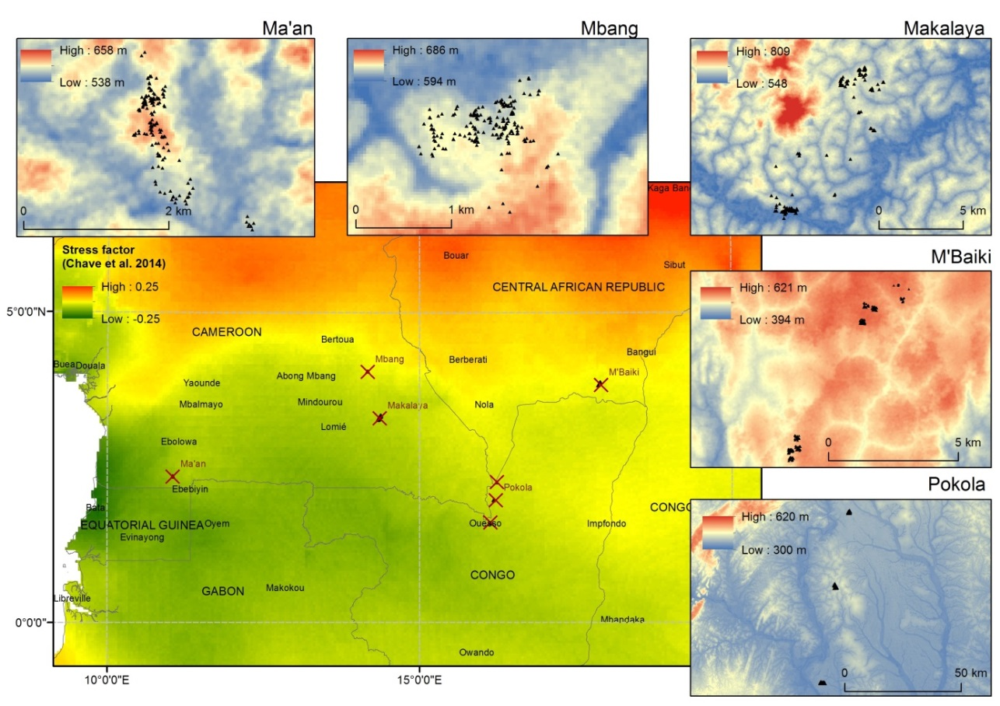 Ma'an
Mbang
Makalaya
High : 658 m
Low : 538 m
0
2 km
High : 686 m
Low : 594 m
0
1 km
High : 809
Low : 548
0
5 km
Stress factor
(Chave et al. 2014)
High : 0.25
Low : -0.25
Kaga
Bouar
Sibut
CENTRAL AFRICAN REPUBLIC
5°0'0"N
CAMEROON
Bertoua
Bangui
Buea
Douala
Mbang
Berberati
M'Baiki
Abong Mbang
Yaounde
Mbalmayo
Mindourou
Makalaya
Nola
Lomié
Ebolowa
Ma'an
Ebebiyin
Pokola
Bata
EQUATORIAL GUINEA
Oyem
Evinayong
Ouesso
Impfondo
CONGO
CONGO
GABON
Makokou
Libreville
0°0'0"
Mbandaka
Owando
10°0'0"E
15°0'0"E
M'Baiki
High : 621 m
Low : 394 m
0
5 km
Pokola
High : 620 m
Low : 300 m
0
50 km